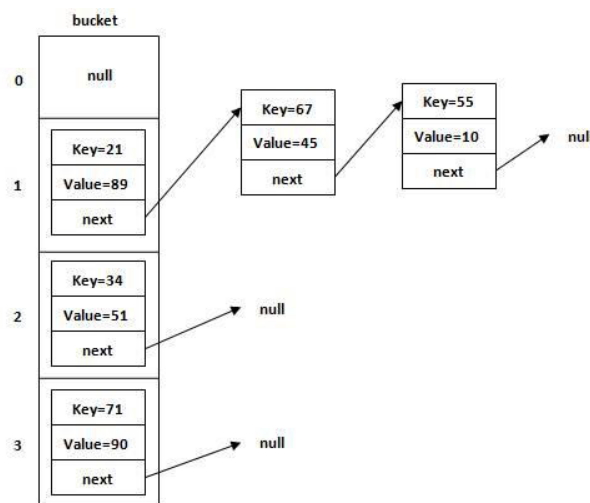 bucket
0
null
1
Key=21
Value=89
next
Key=67
Value=45
next
Key=55
Value=10
next
null
2
Key=34
Value=51
next
null
3
Key=71
Value=90
next
null